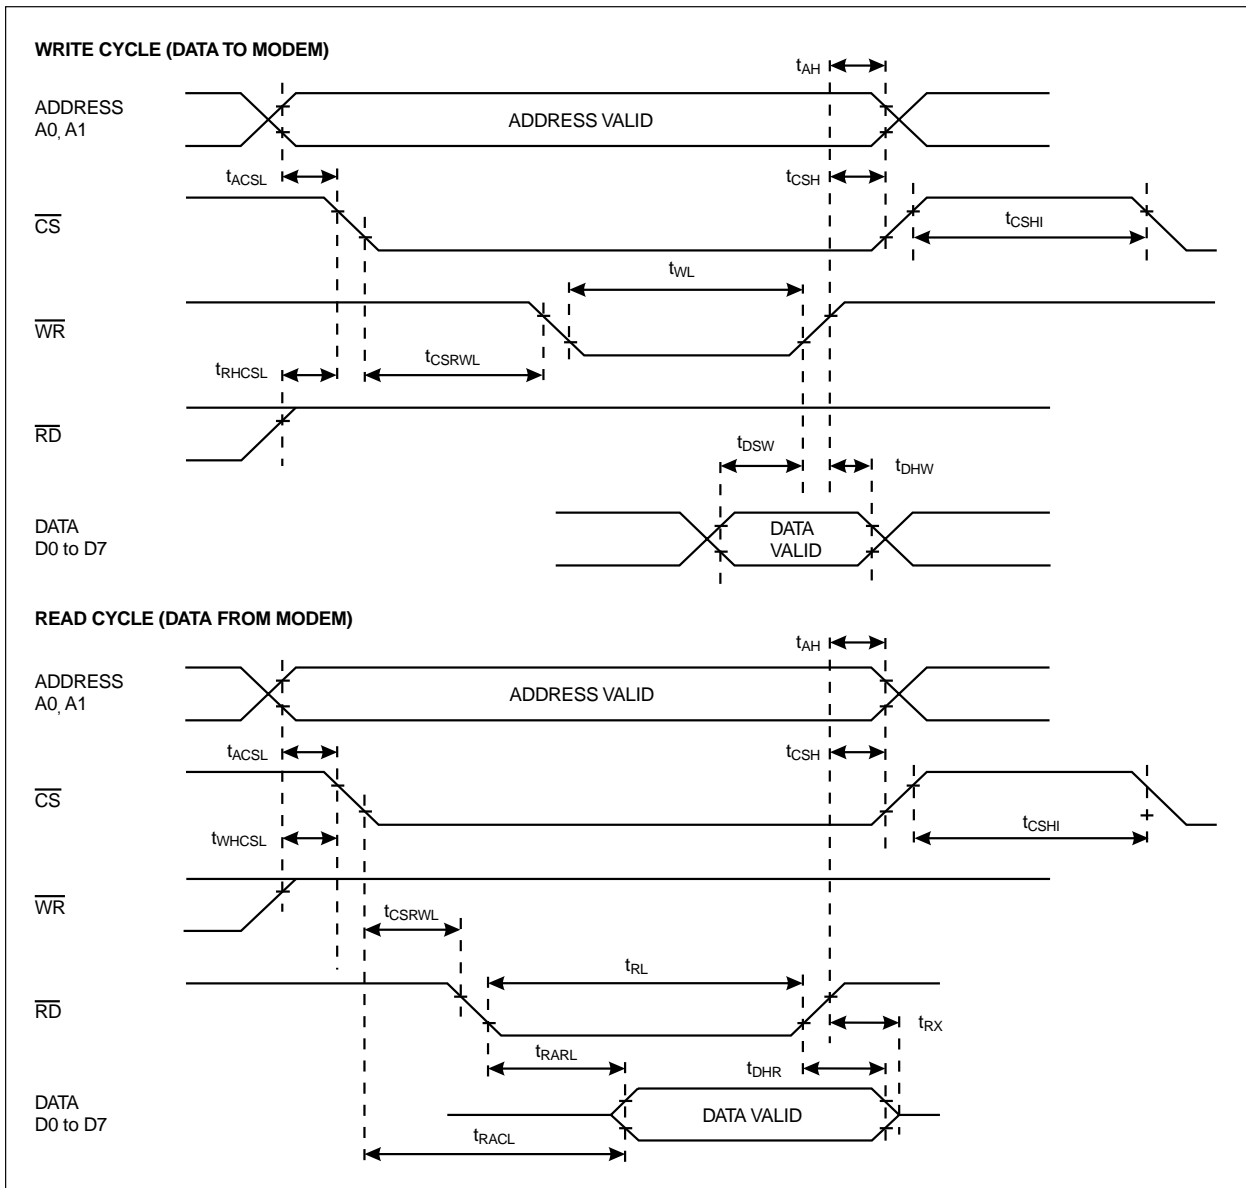 WRITE CYCLE (DATA TO MODEM)
tAH
ADDRESS
A0, A1
ADDRESS VALID
tACSL
tCSH
CS
tCSHI
tWL
WR
tCSRWL
tRHCSL
RD
tDSW
tDHW
DATA
D0 to D7
DATA
VALID
READ CYCLE (DATA FROM MODEM)
tAH
ADDRESS
A0, A1
ADDRESS VALID
tACSL
tCSH
CS
tCSHI
tWHCSL
WR
tCSRWL
tRL
RD
tRX
tRARL
tDHR
DATA
D0 to D7
DATA VALID
tRACL